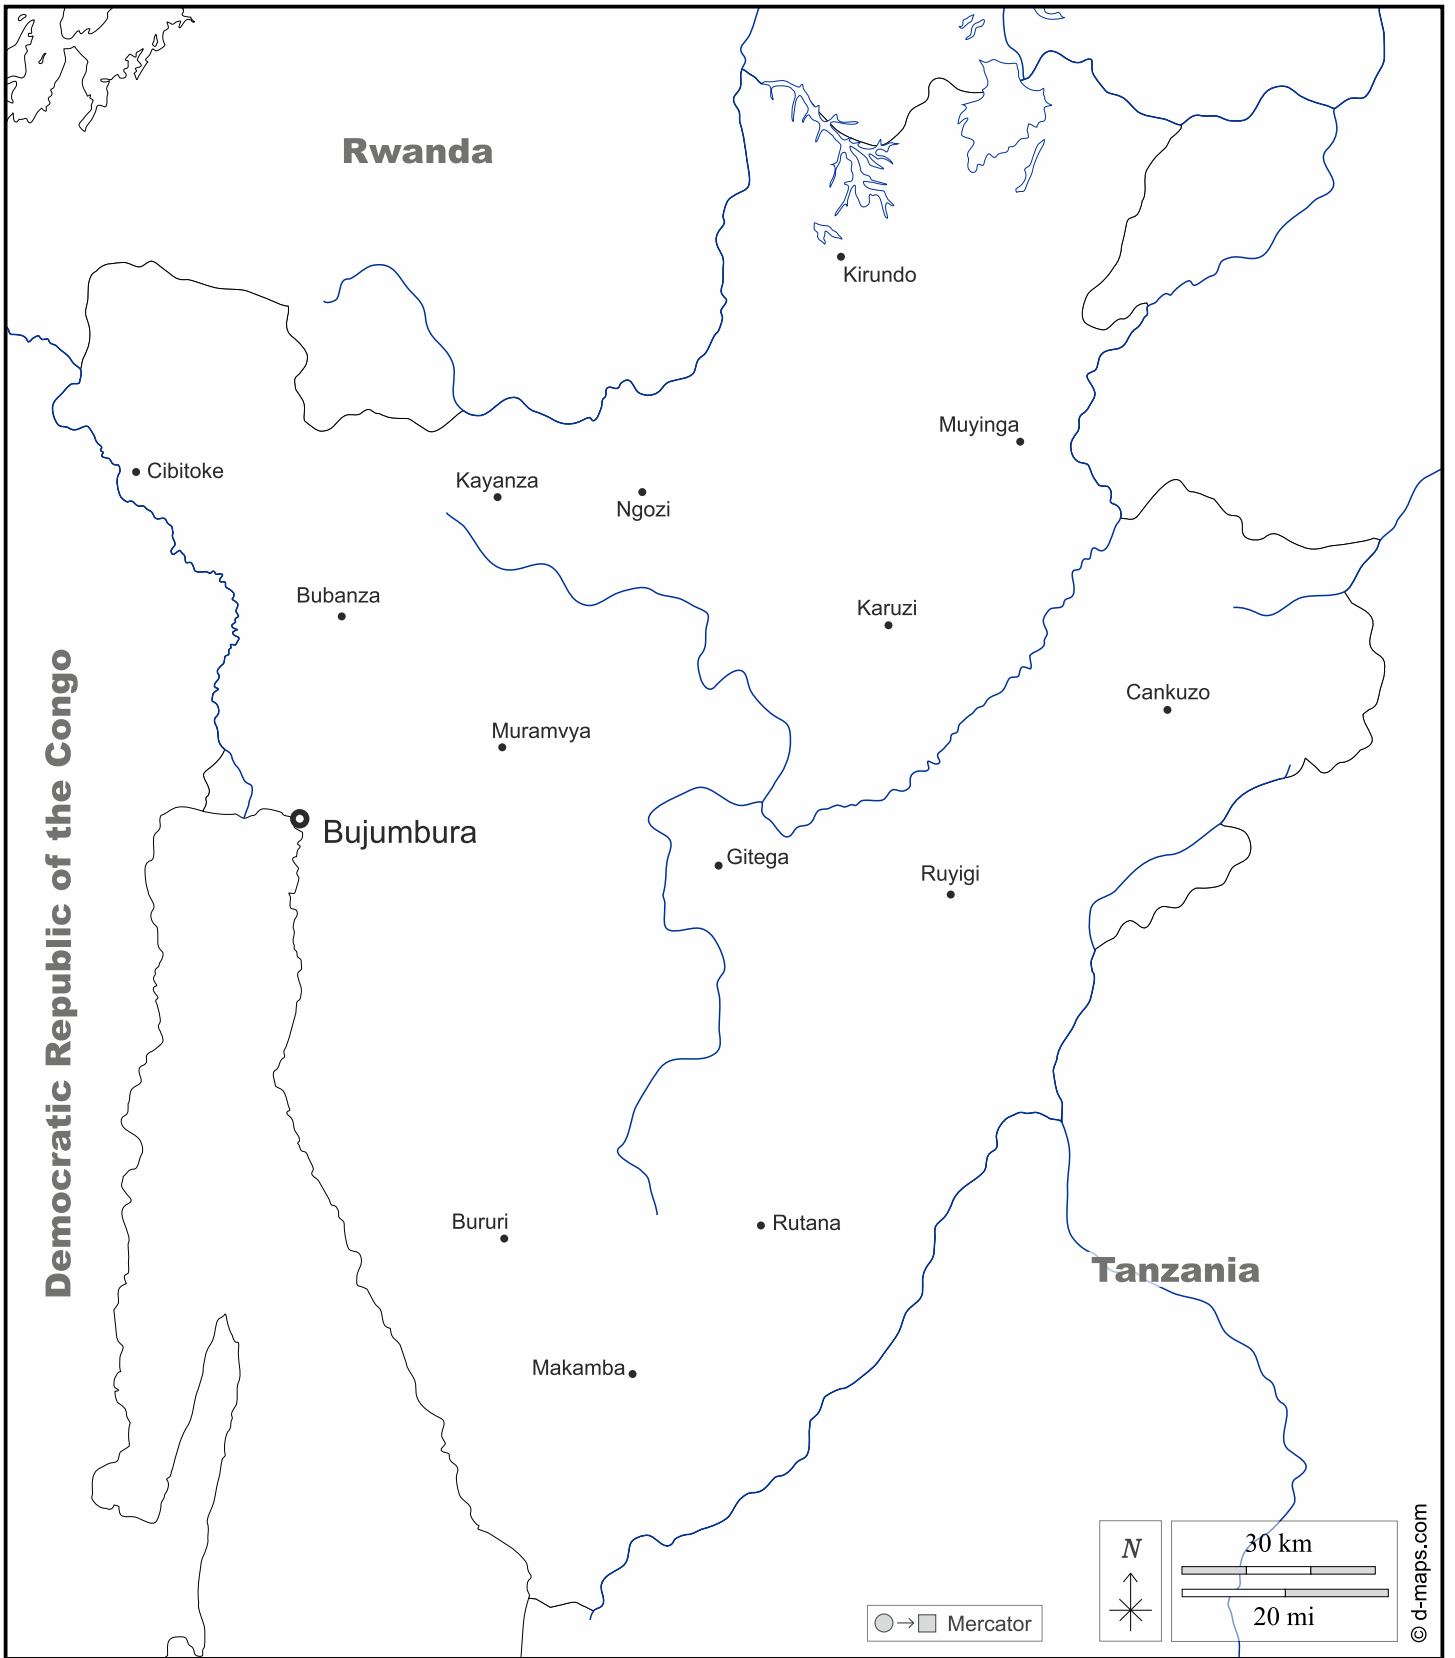 Rwanda
Kirundo
Muyinga
Cibitoke
Kayanza
Ngozi
Bubanza
Karuzi
Cankuzo
Muramvya
Bujumbura
Gitega
Ruyigi
Democratic Republic of the Congo
Bururi
Rutana
Tanzania
Makamba
N
30 km
20 mi
Mercator
© d-maps.com